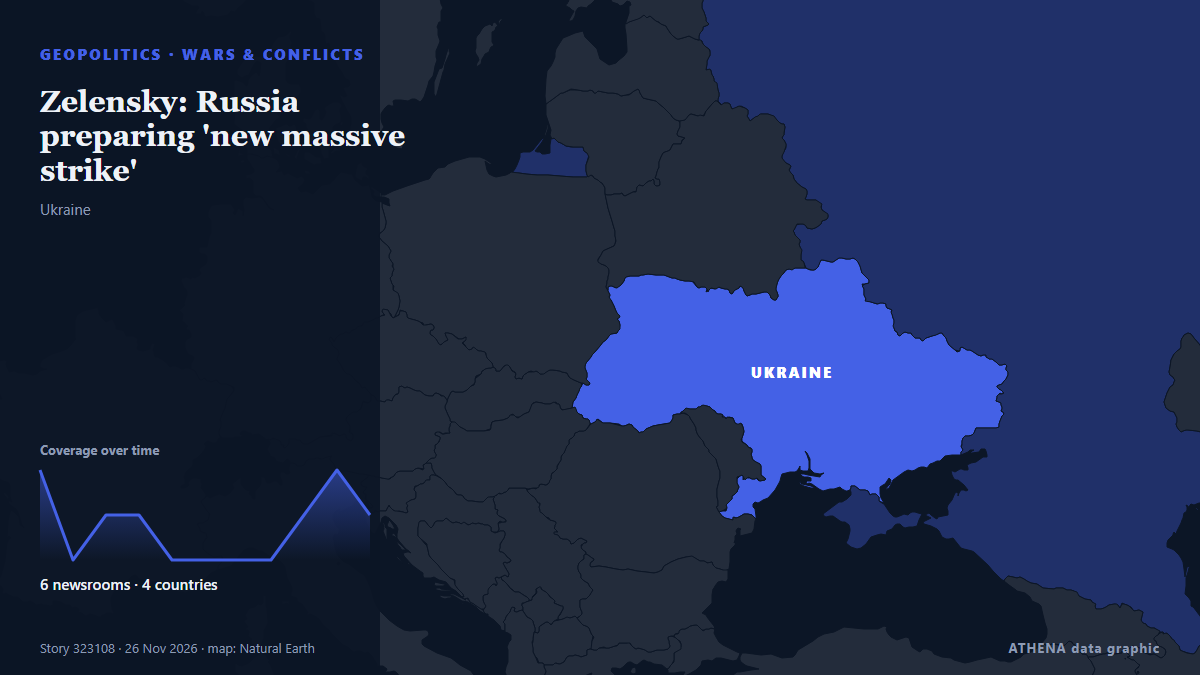 GEOPOLITICS · WARS & CONFLICTS
Zelensky: Russia
preparing 'new massive
strike'
Ukraine
UKRAINE
Coverage over time
6 newsrooms · 4 countries
Story 323108 · 26 Nov 2026 · map: Natural Earth
ATHENA data graphic